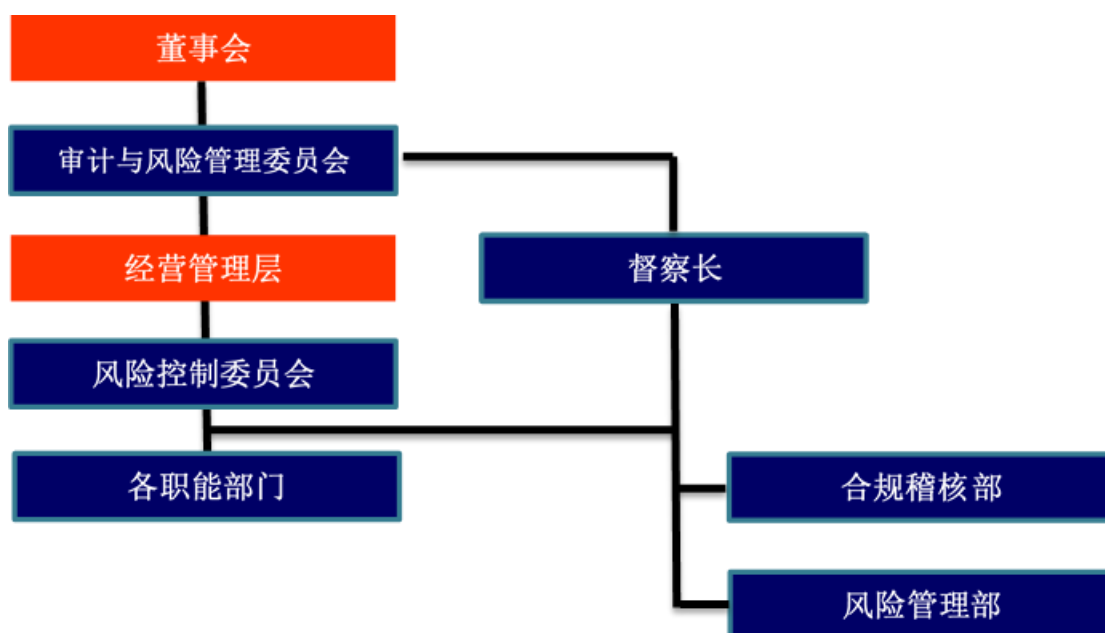 董事会
审计与风险管理委员会
经营管理层
督察长
风险控制委员会
各职能部门
合规稽核部
风险管理部